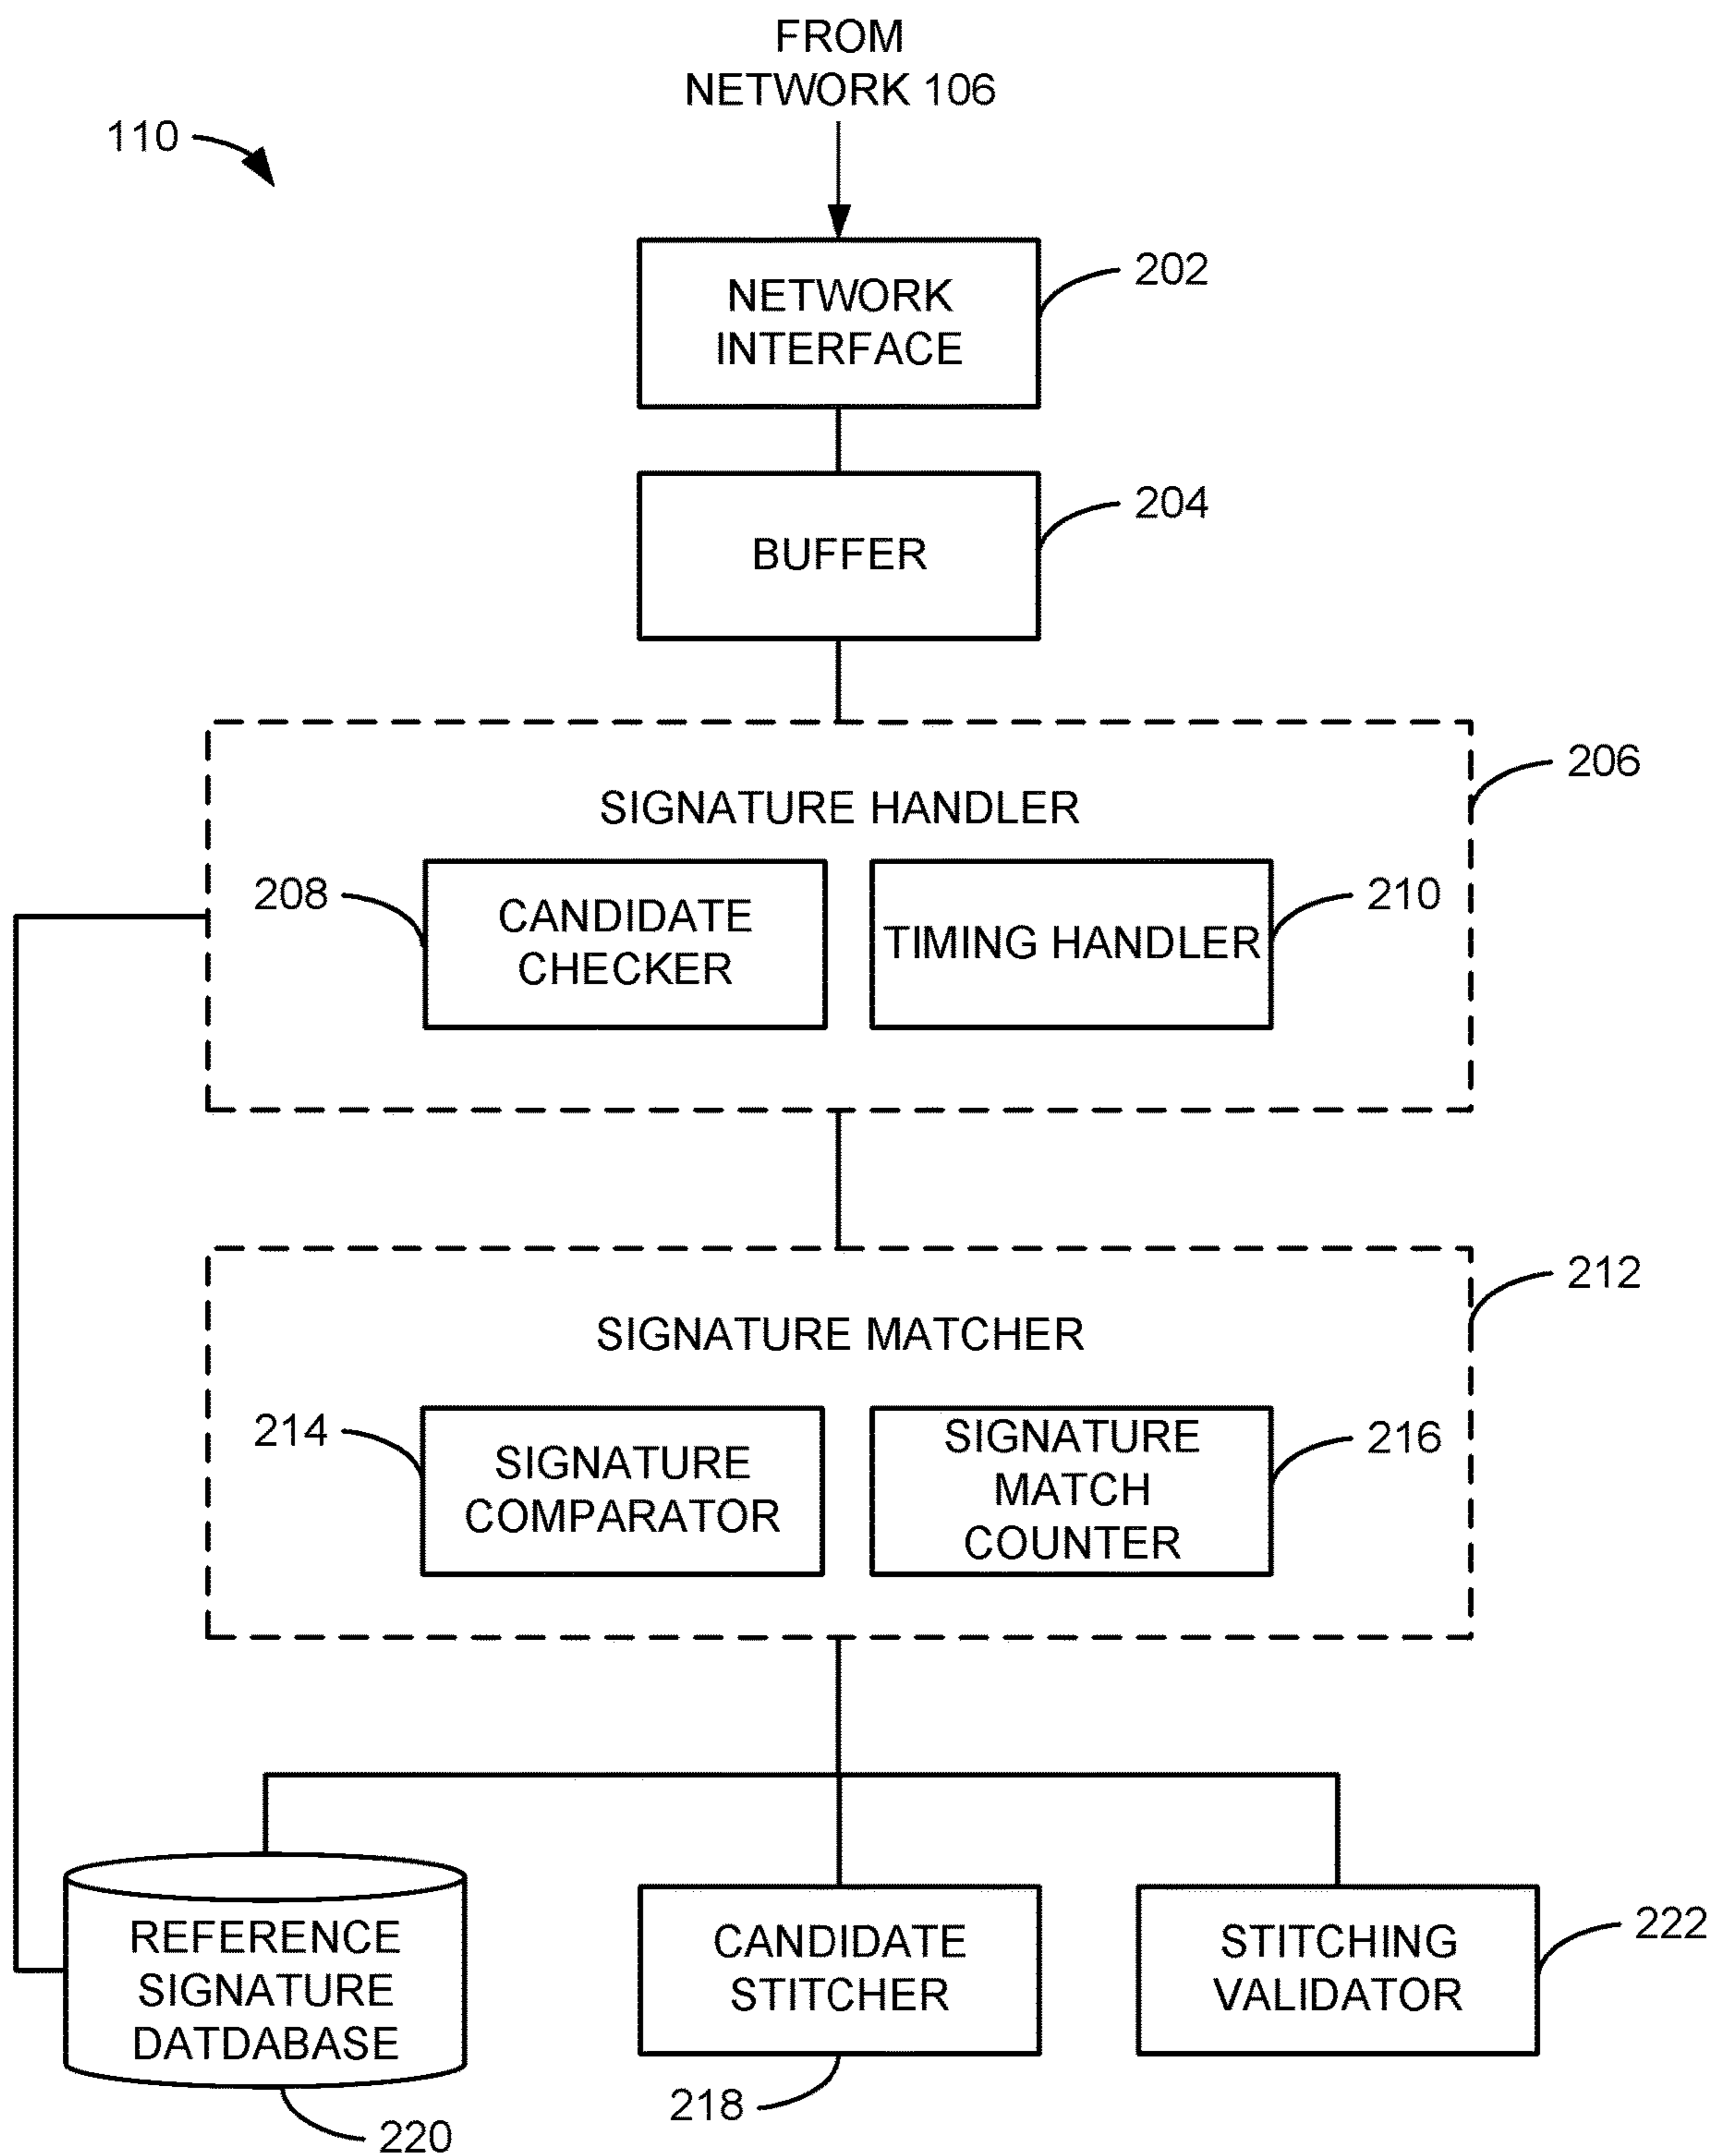 FROM
NETWORK 106
110
NETWORK
INTERFACE
202
BUFFER
204
206
SIGNATURE HANDLER
208
CANDIDATE
CHECKER
TIMING HANDLER
210
212
SIGNATURE MATCHER
214
SIGNATURE
COMPARATOR
SIGNATURE
MATCH
COUNTER
216
REFERENCE
SIGNATURE
DATDABASE
220
CANDIDATE
STITCHER
218
STITCHING
VALIDATOR
222